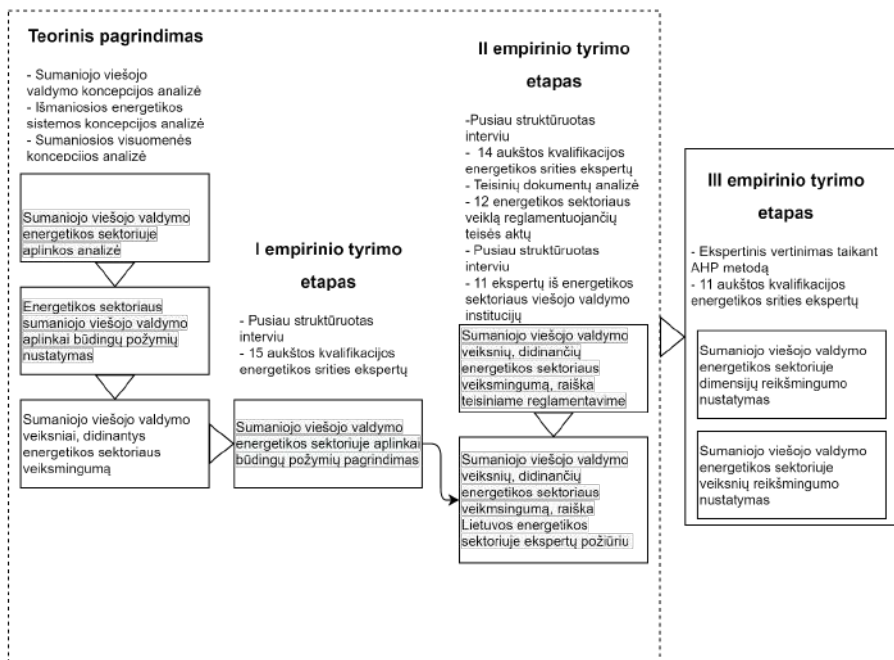 Teorinis pagrindimas
- Sumaniojo viešojo
valdymo koncepcijos analizė
- Išmaniosios energetikos
sistemos koncepcijos analizė
- Sumaniosios visuomenės
koncepcijos analizė
Sumaniojo viešojo valdymo
energetikos sektoriuje
aplinkos analizė
Energetikos sektoriaus
sumaniojo viešojo valdymo
aplinkai būdingų požymių
nustatymas
Sumaniojo viešojo valdymo
veiksniai, didinantys
energetikos sektoriaus
veiksmingumą
I empirinio tyrimo
etapas
- Pusiau struktūruotas
interviu
- 15 aukštos kvalifikacijos
energetikos srities ekspertų
Sumaniojo viešojo valdymo
energetikos sektoriuje aplinkai
būdingų požymių pagrindimas
II empirinio tyrimo
etapas
-Pusiau struktūruotas
interviu
- 14 aukštos kvalifikacijos
energetikos srities ekspertų
- Teisinių dokumentų analizė
- 12 energetikos sektoriaus
veiklą reglamentuojančių
teisės aktų
- Pusiau struktūruotas
interviu
- 11 ekspertų iš energetikos
sektoriaus viešojo valdymo
institucijų
Sumaniojo viešojo valdymo
veiksnių, didinančių
energetikos sektoriaus
veiksmingumą, raiška
teisiniame reglamentavime
Sumaniojo viešojo valdymo
veiksnių, didinančių
energetikos sektoriaus
veikmsingumą, raiška
Lietuvos energetikos
sektoriuje ekspertų požiūriu
III empirinio tyrimo
etapas
- Ekspertinis vertinimas taikant
AHP metodą
- 11 aukštos kvalifikacijos
energetikos srities ekspertų
Sumaniojo viešojo valdymo
energetikos sektoriuje
dimensijų reikšmingumo
nustatymas
Sumaniojo viešojo valdymo
energetikos sektoriuje
veiksnių reikšmingumo
nustatymas